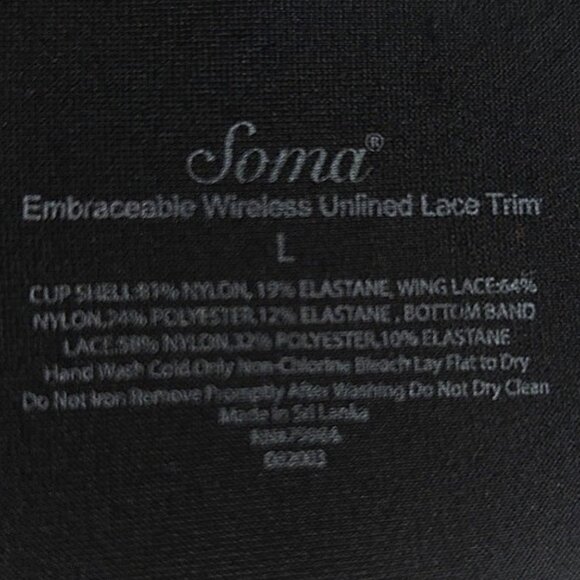 Soma®
Embraceable Wireless Unlined Lace Trim
L
CUP SHELL:81% NYLON, 19% ELASTANE, WING LACE:64%
NYLON,24% POLYESTER,12% ELASTANE , BOTTOM BAND
LACE:58% NYLON,32% POLYESTER,10% ELASTANE
Hand Wash Cold Only Non-Chlorine Bleach Lay Flat to Dry
Do Not Iron Remove Promptly After Washing Do Not Dry Clean
Made in Sri Lanka